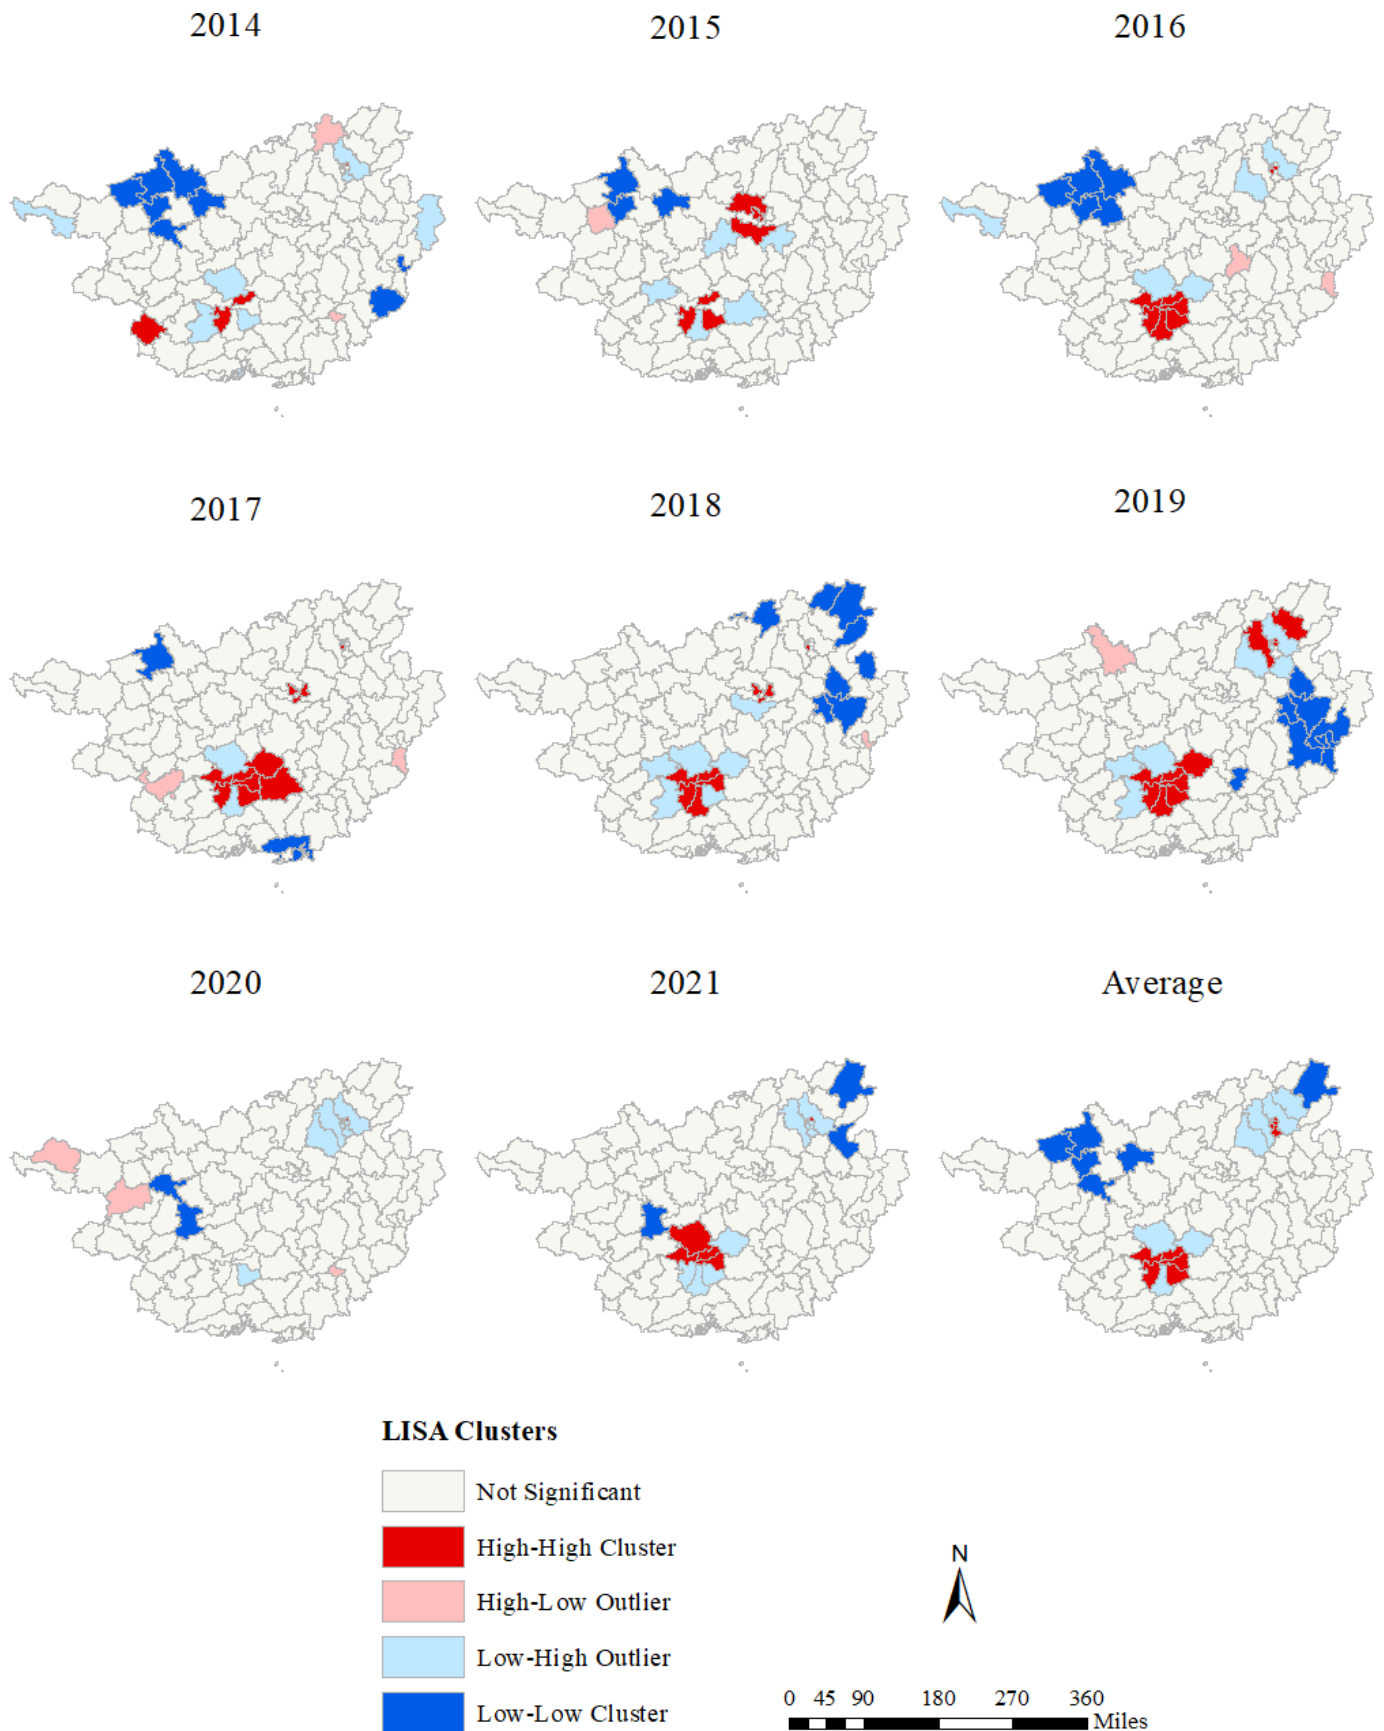 2014
2015
2016
2017
2018
2019
2020
2021
Average
LISA Clusters
Not Significant
High-High Cluster
High-Low Outlier
Low-High Outlier
Low-Low Cluster
N
0 45 90 180 270 360
Miles